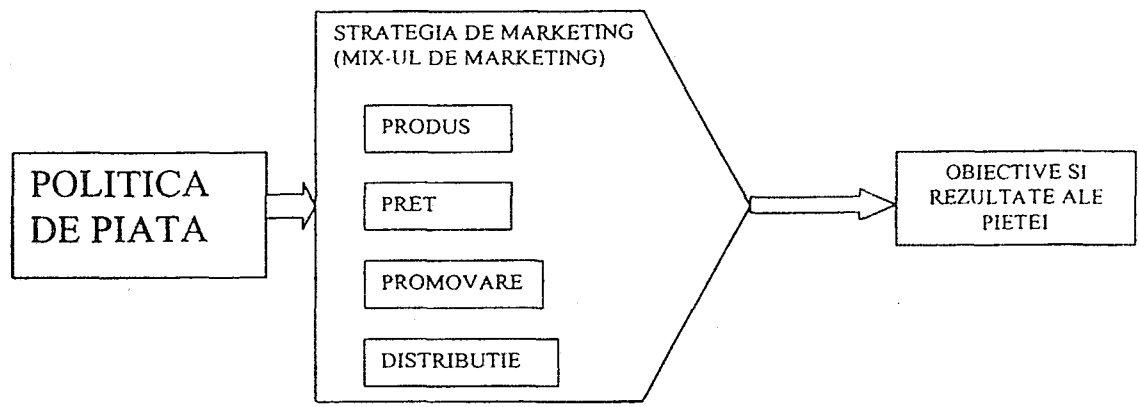 POLITICA
DE PIATA
STRATEGIA DE MARKETING
(MIX-UL DE MARKETING)
PRODUS
PRET
PROMOVARE
DISTRIBUTIE
OBIECTIVE SI
REZULTATE ALE
PIETEI